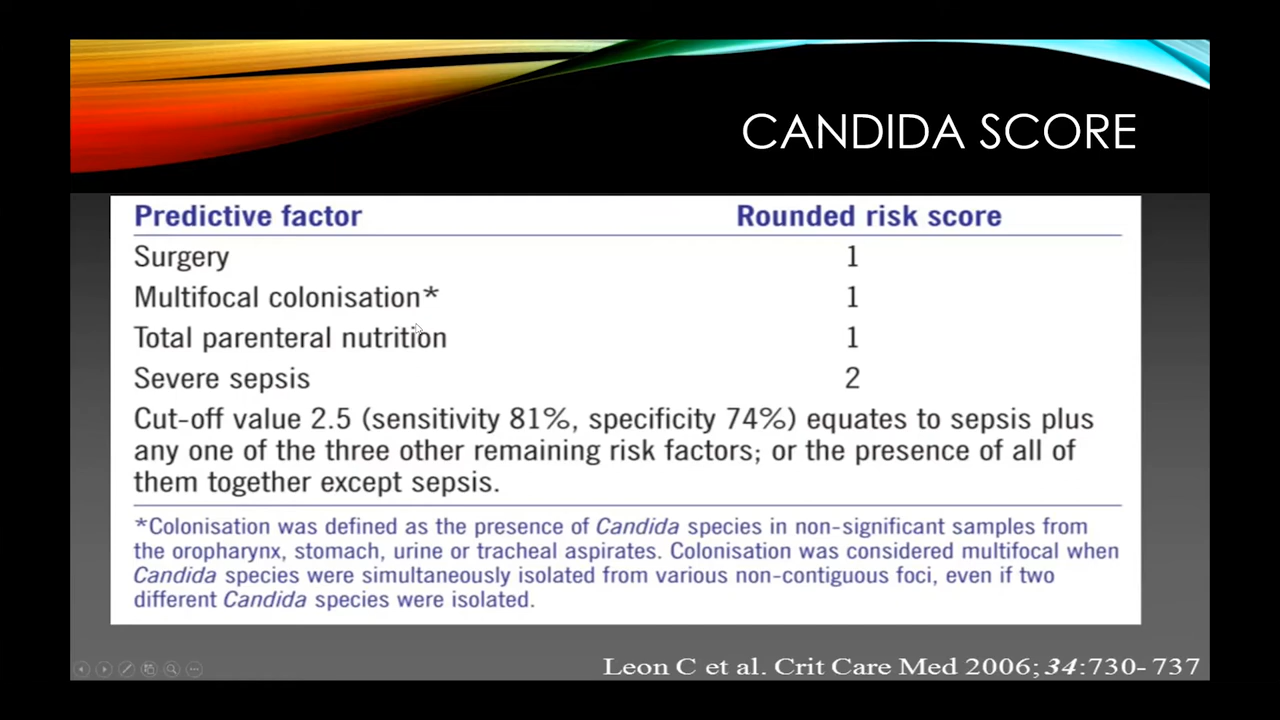 CANDIDA SCORE
Predictive factor Rounded risk score
Surgery 1
Multifocal colonisation* 1
Total parenteral nutrition 1
Severe sepsis 2
Cut-off value 2.5 (sensitivity 81%, specificity 74%) equates to sepsis plus
any one of the three other remaining risk factors; or the presence of all of
them together except sepsis.
*Colonisation was defined as the presence of Candida species in non-significant samples from
the oropharynx, stomach, urine or tracheal aspirates. Colonisation was considered multifocal when
Candida species were simultaneously isolated from various non-contiguous foci, even if two
different Candida species were isolated.
Leon C et al. Crit Care Med 2006; 34:730- 737